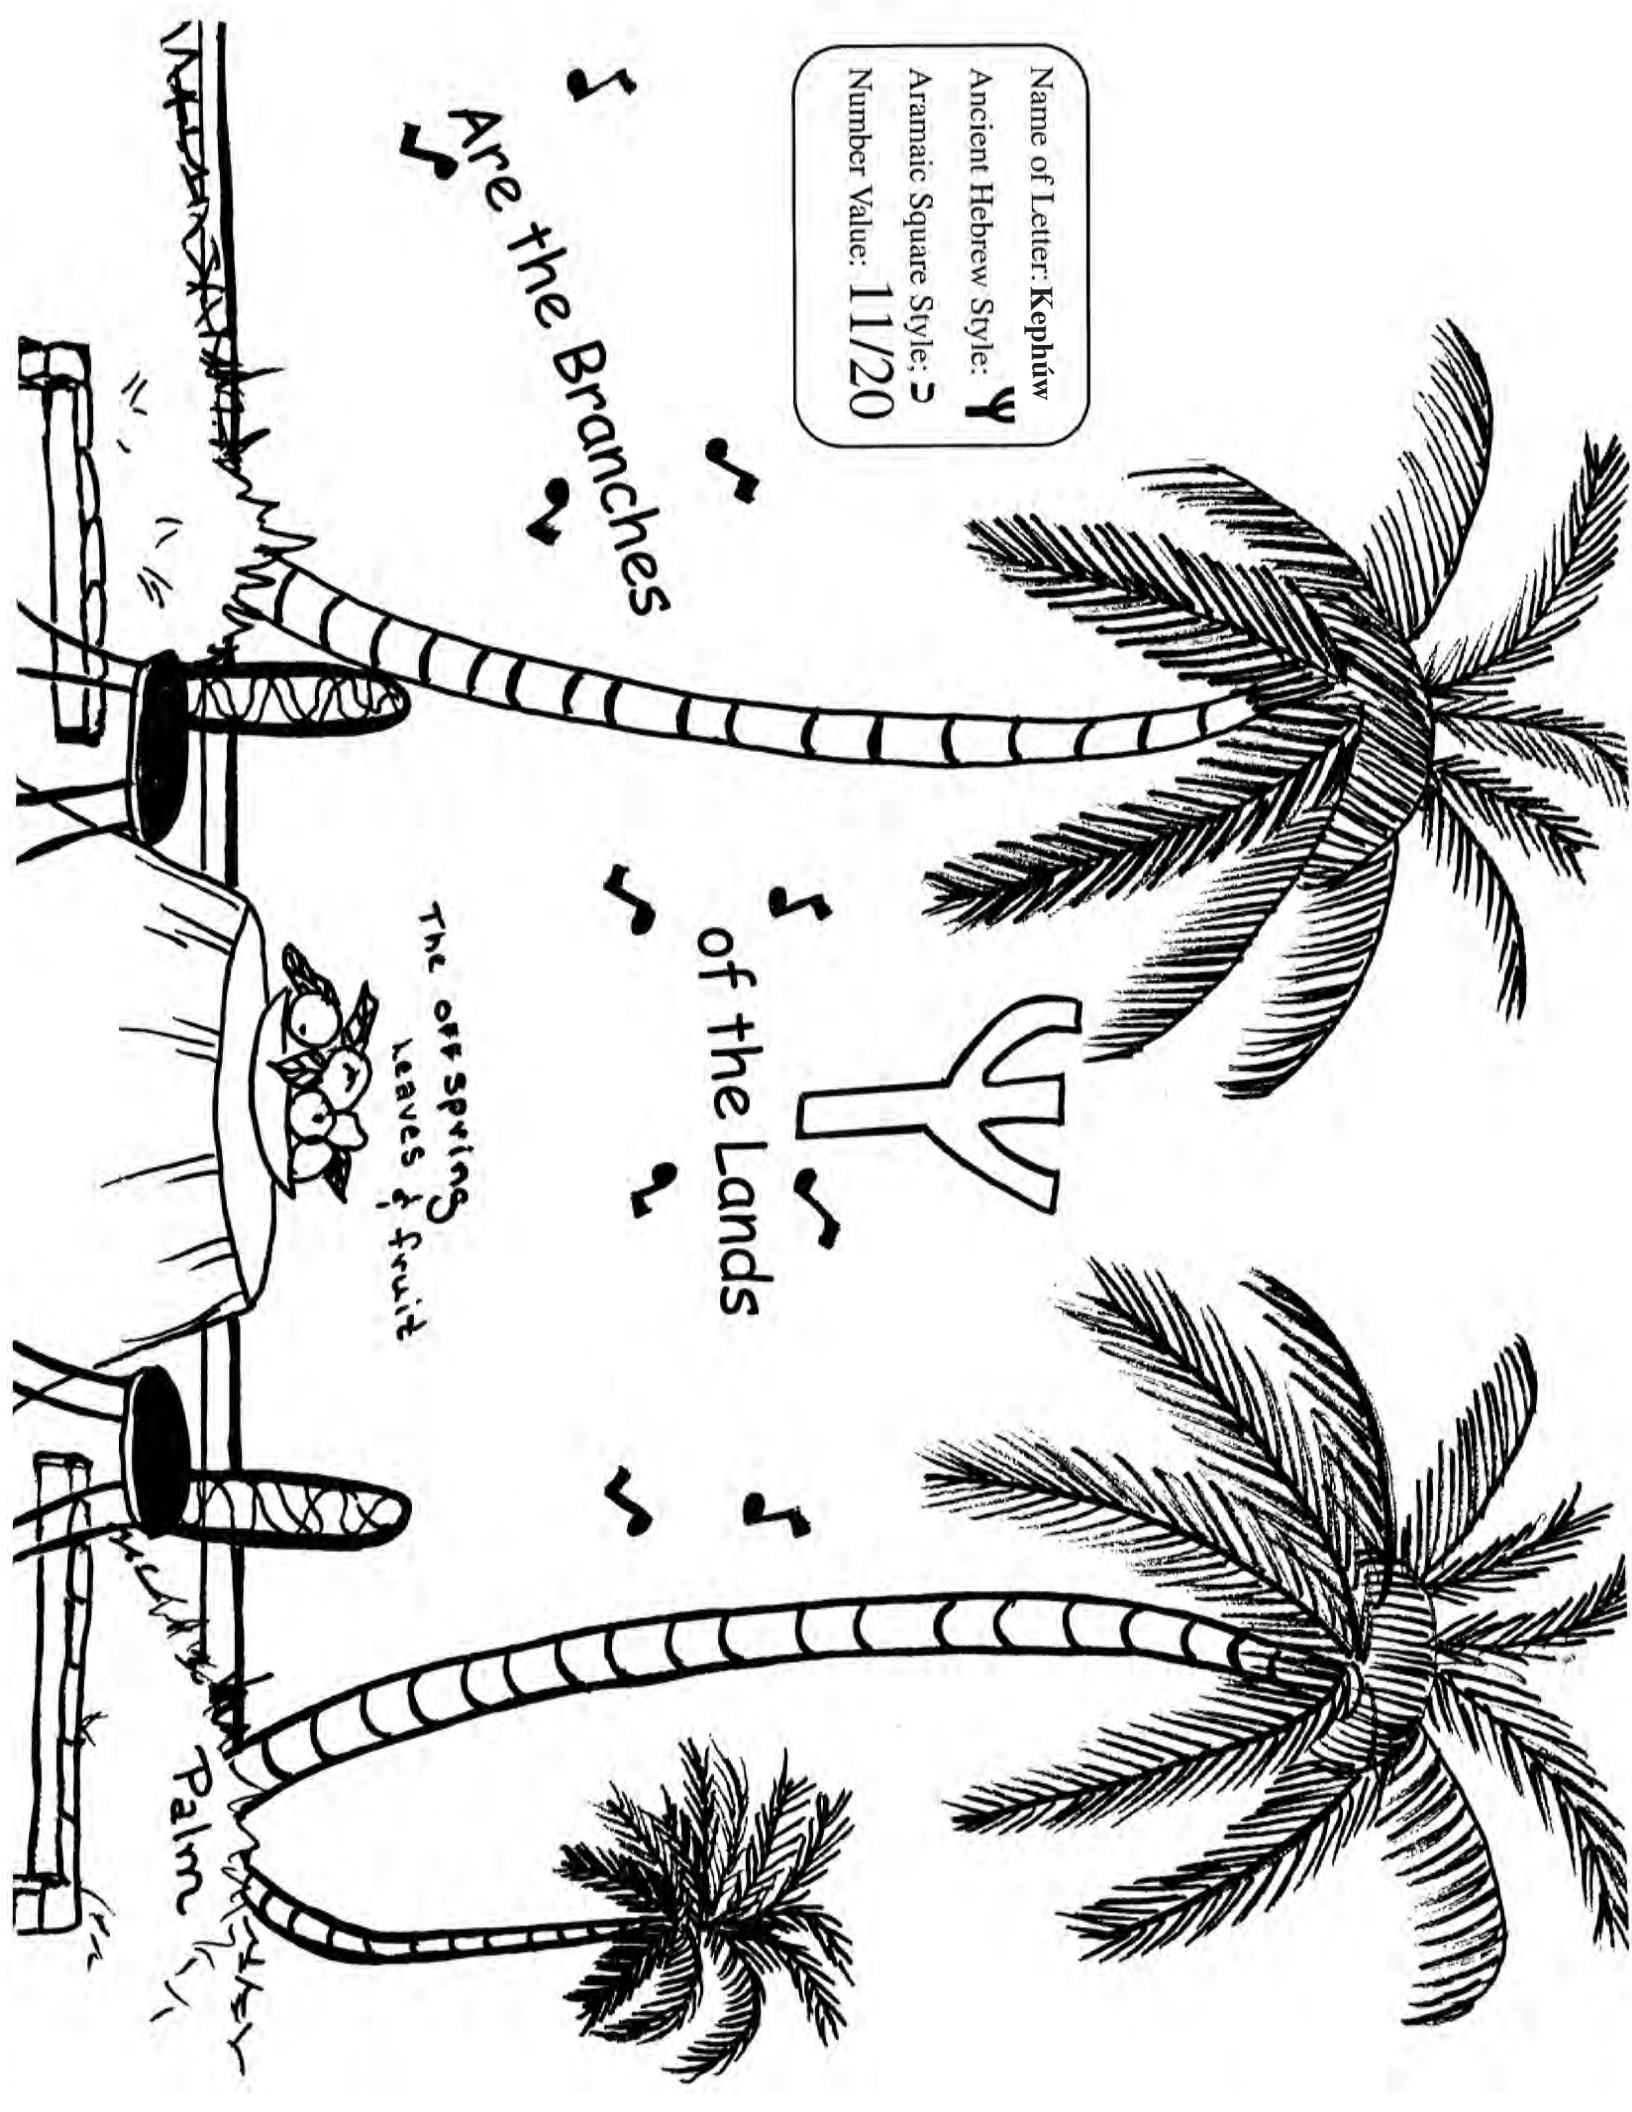 Name of Letter: Kephúw
Ancient Hebrew Style: 𐤊
Aramaic Square Style; כ
Number Value: 11/20
Are the Branches
of the Lands
The offspring
Leaves & fruit
Palm